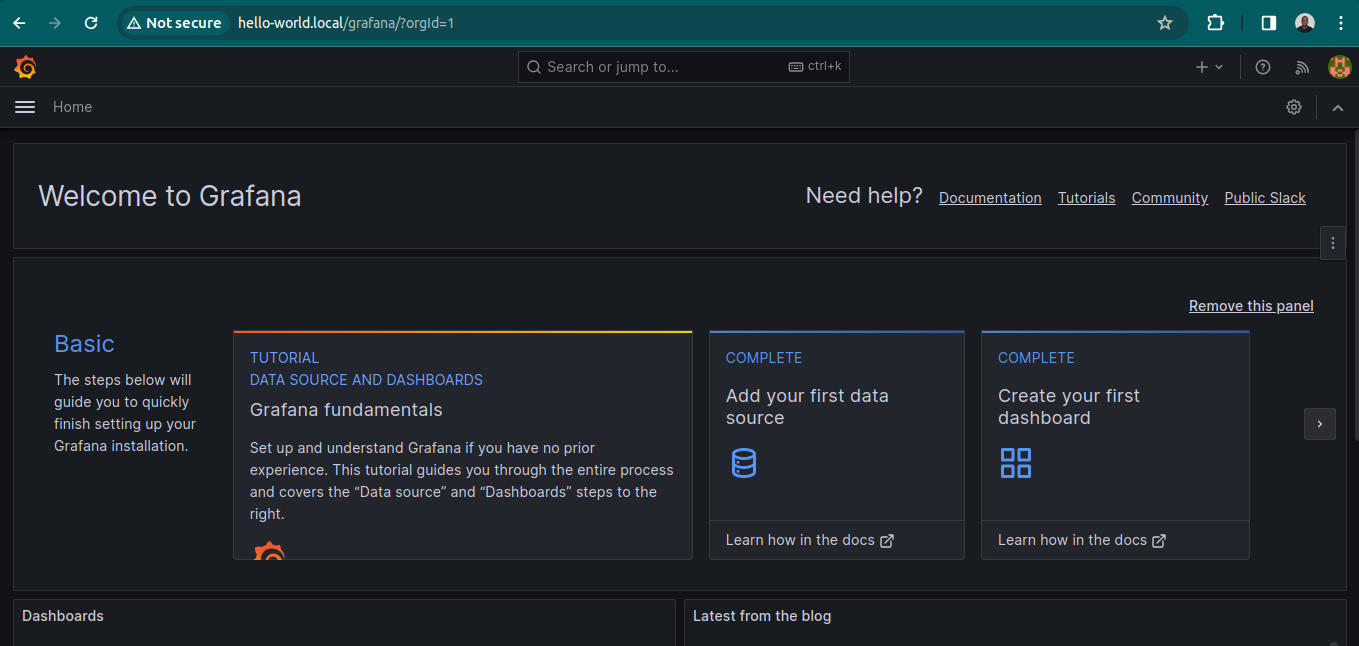 Not secure hello-world.local/grafana/?orgId=1
Search or jump to... ctrl+k
Home
Welcome to Grafana
Need help? Documentation Tutorials Community Public Slack
Remove this panel
Basic
The steps below will
guide you to quickly
finish setting up your
Grafana installation.
TUTORIAL
DATA SOURCE AND DASHBOARDS
Grafana fundamentals
Set up and understand Grafana if you have no prior
experience. This tutorial guides you through the entire process
and covers the “Data source” and “Dashboards” steps to the
right.
COMPLETE
Add your first data
source
Learn how in the docs
COMPLETE
Create your first
dashboard
Learn how in the docs
Dashboards
Latest from the blog